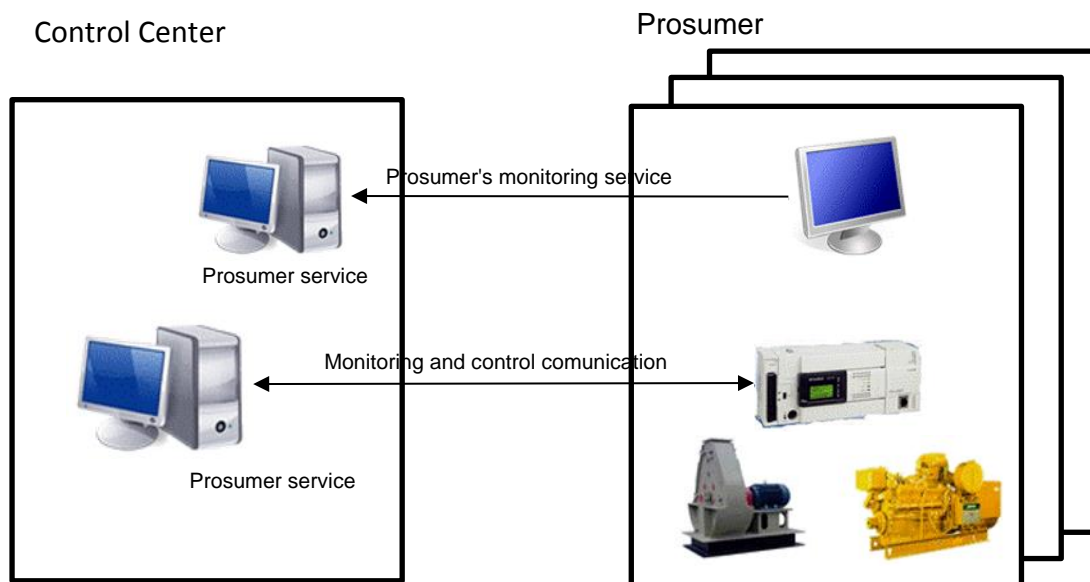 Control Center
Prosumer
Prosumer's monitoring service
Prosumer service
Monitoring and control comunication
Prosumer service